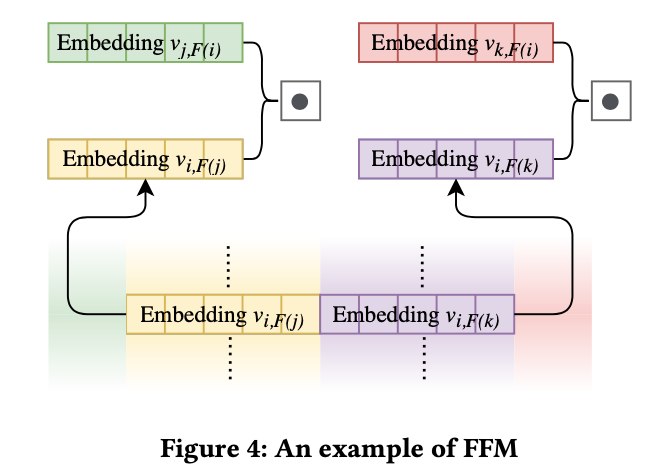 Embedding v_{j,F(i)}
Embedding v_{k,F(i)}
Embedding v_{i,F(j)}
Embedding v_{i,F(k)}
Embedding v_{i,F(j)}
Embedding v_{i,F(k)}
Figure 4: An example of FFM